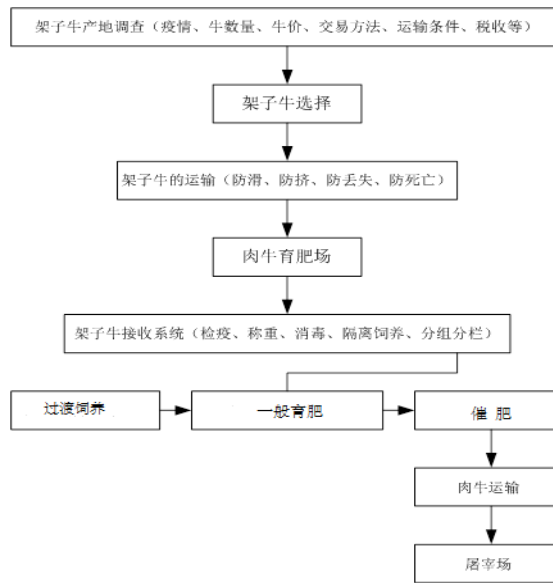 架子牛产地调查（疫情、牛数量、牛价、交易方法、运输条件、税收等）
架子牛选择
架子牛的运输（防滑、防挤、防丢失、防死亡）
肉牛育肥场
架子牛接收系统（检疫、称重、消毒、隔离饲养、分组分栏）
过渡饲养
一般育肥
催 肥
肉牛运输
屠宰场